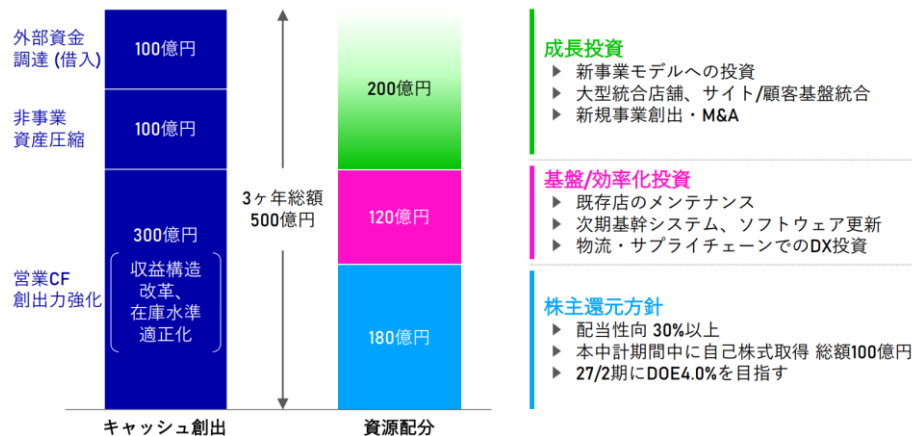 外部資金
調達 (借入)
100億円
非事業
資産圧縮
100億円
営業CF
創出力強化
300億円
収益構造
改革、
在庫水準
適正化
キャッシュ創出
3ヶ年総額
500億円
200億円
120億円
180億円
資源配分
成長投資
▶ 新事業モデルへの投資
▶ 大型統合店舗、サイト/顧客基盤統合
▶ 新規事業創出・M&A
基盤/効率化投資
▶ 既存店のメンテナンス
▶ 次期基幹システム、ソフトウェア更新
▶ 物流・サプライチェーンでのDX投資
株主還元方針
▶ 配当性向 30%以上
▶ 本中計期間中に自己株式取得 総額100億円
▶ 27/2期にDOE4.0%を目指す